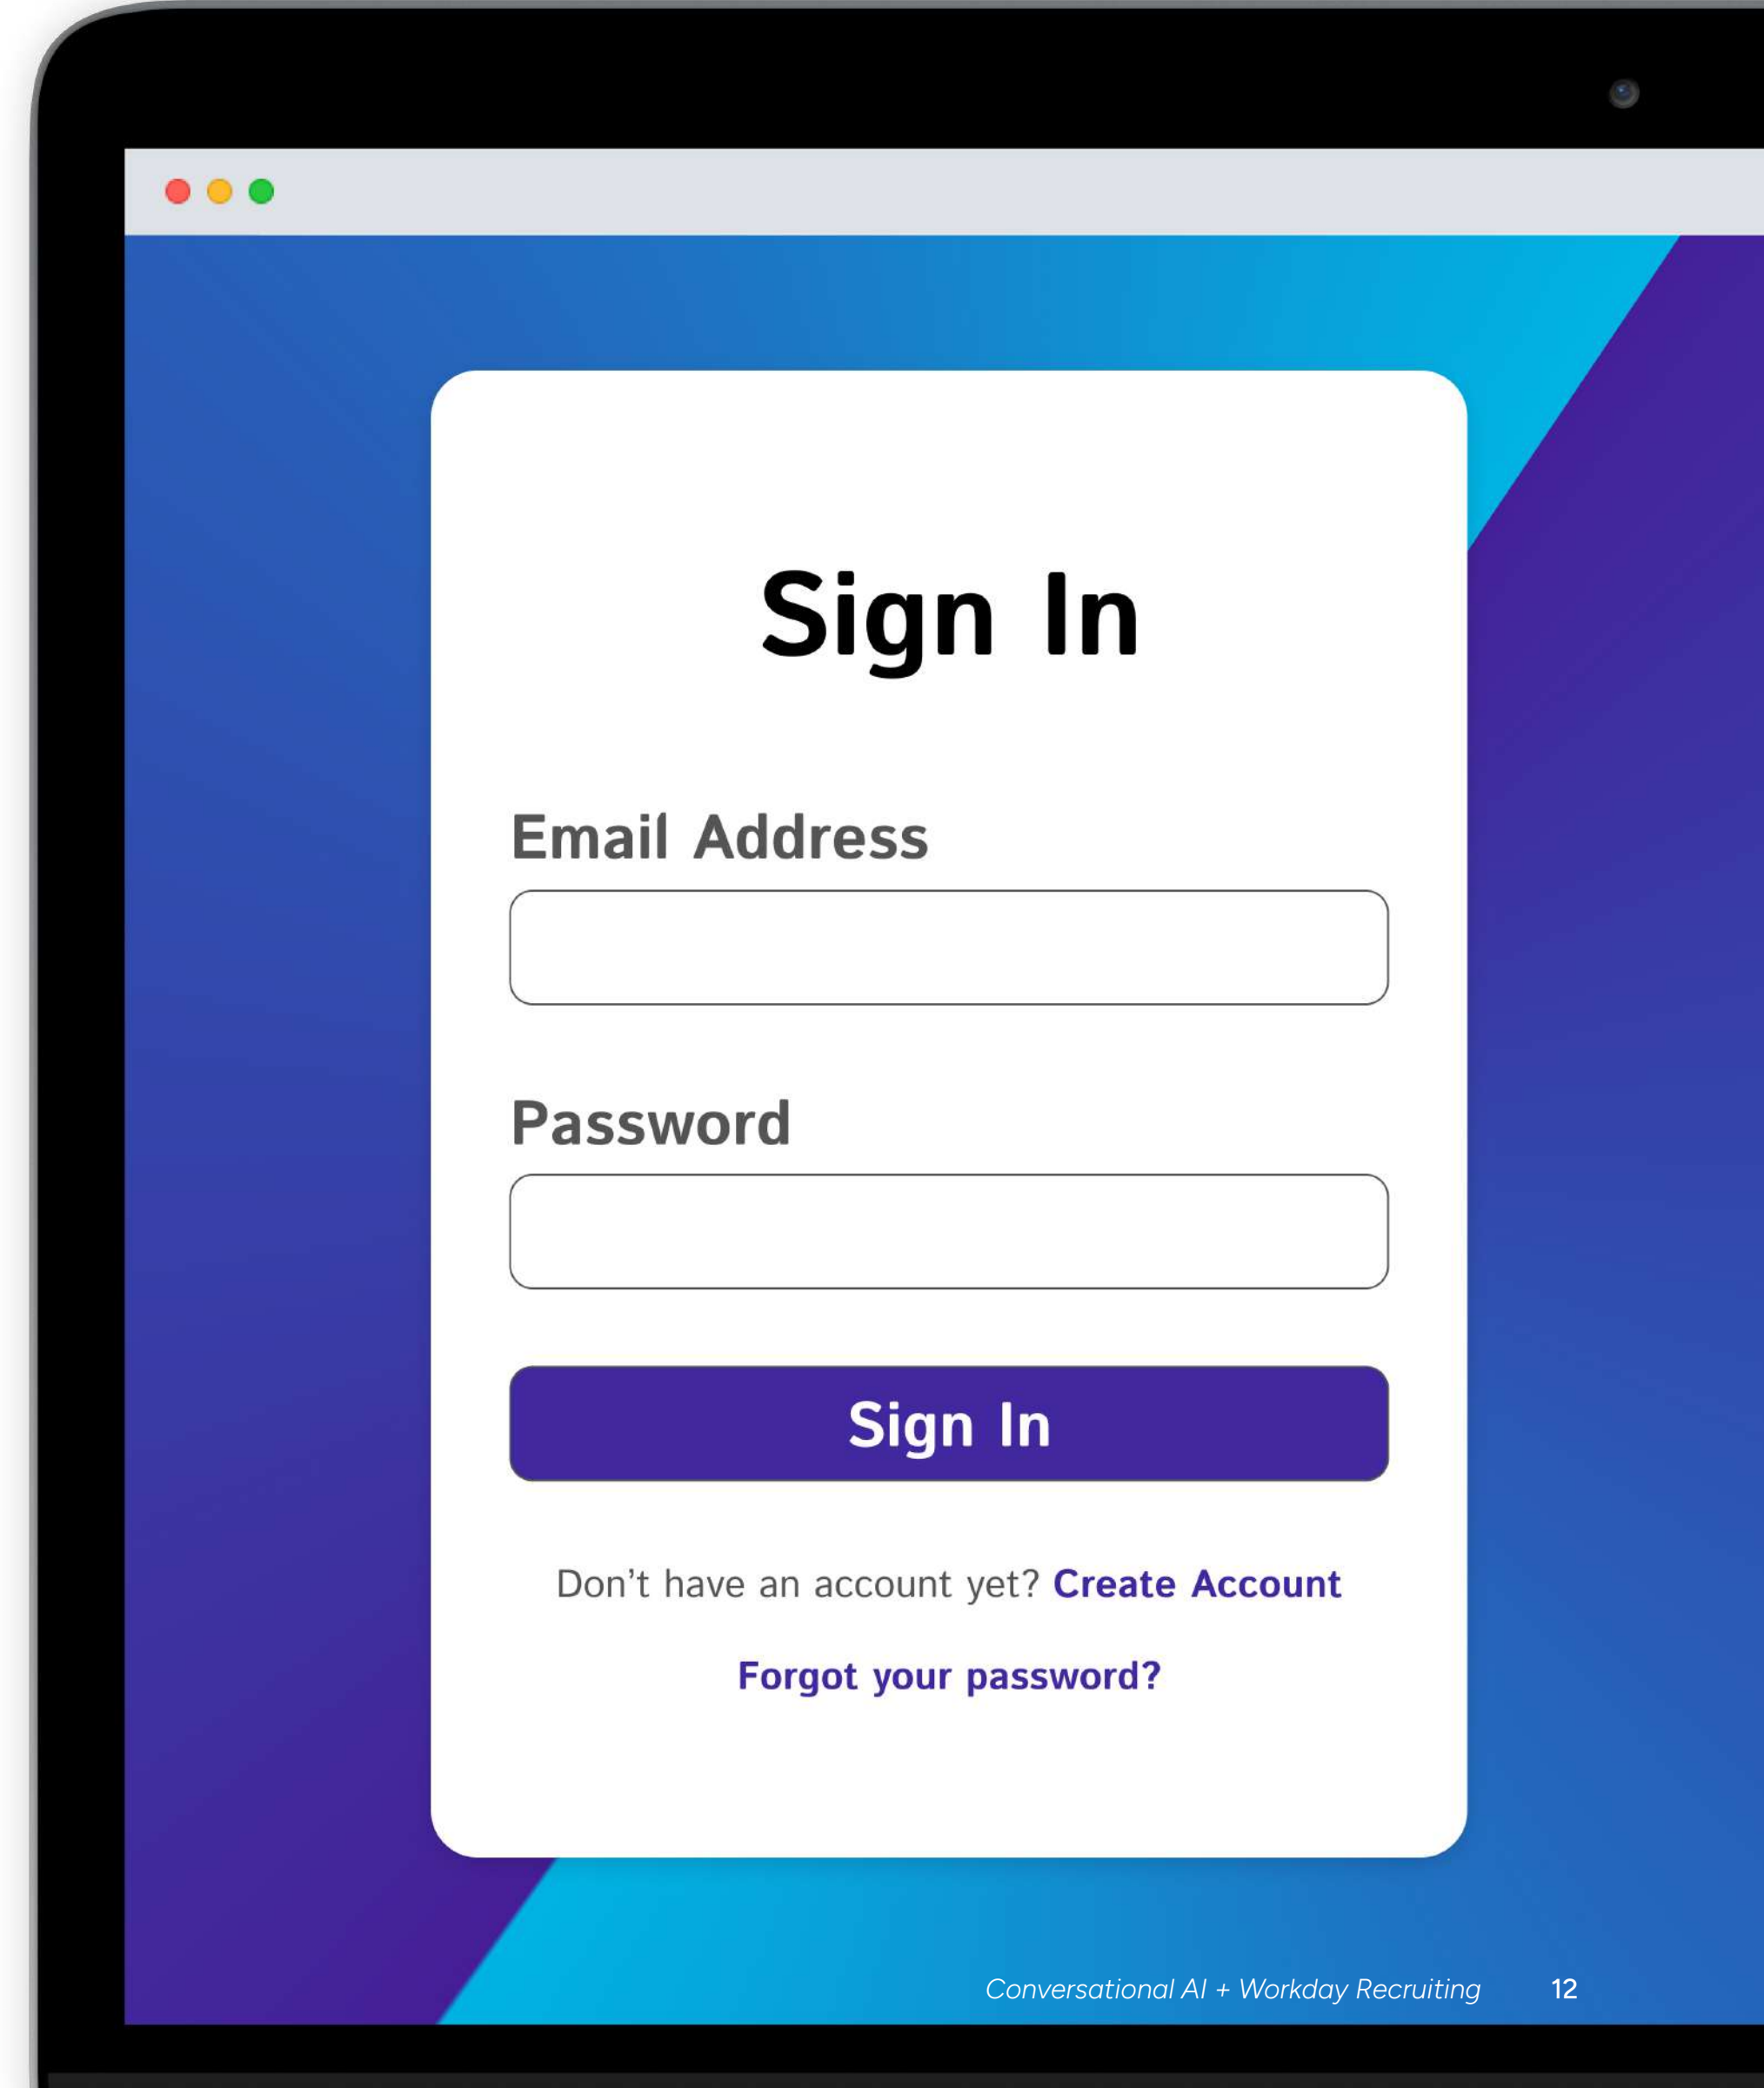 Sign In
Email Address
Password
Sign In
Don’t have an account yet? Create Account
Forgot your password?
Conversational AI + Workday Recruiting 12